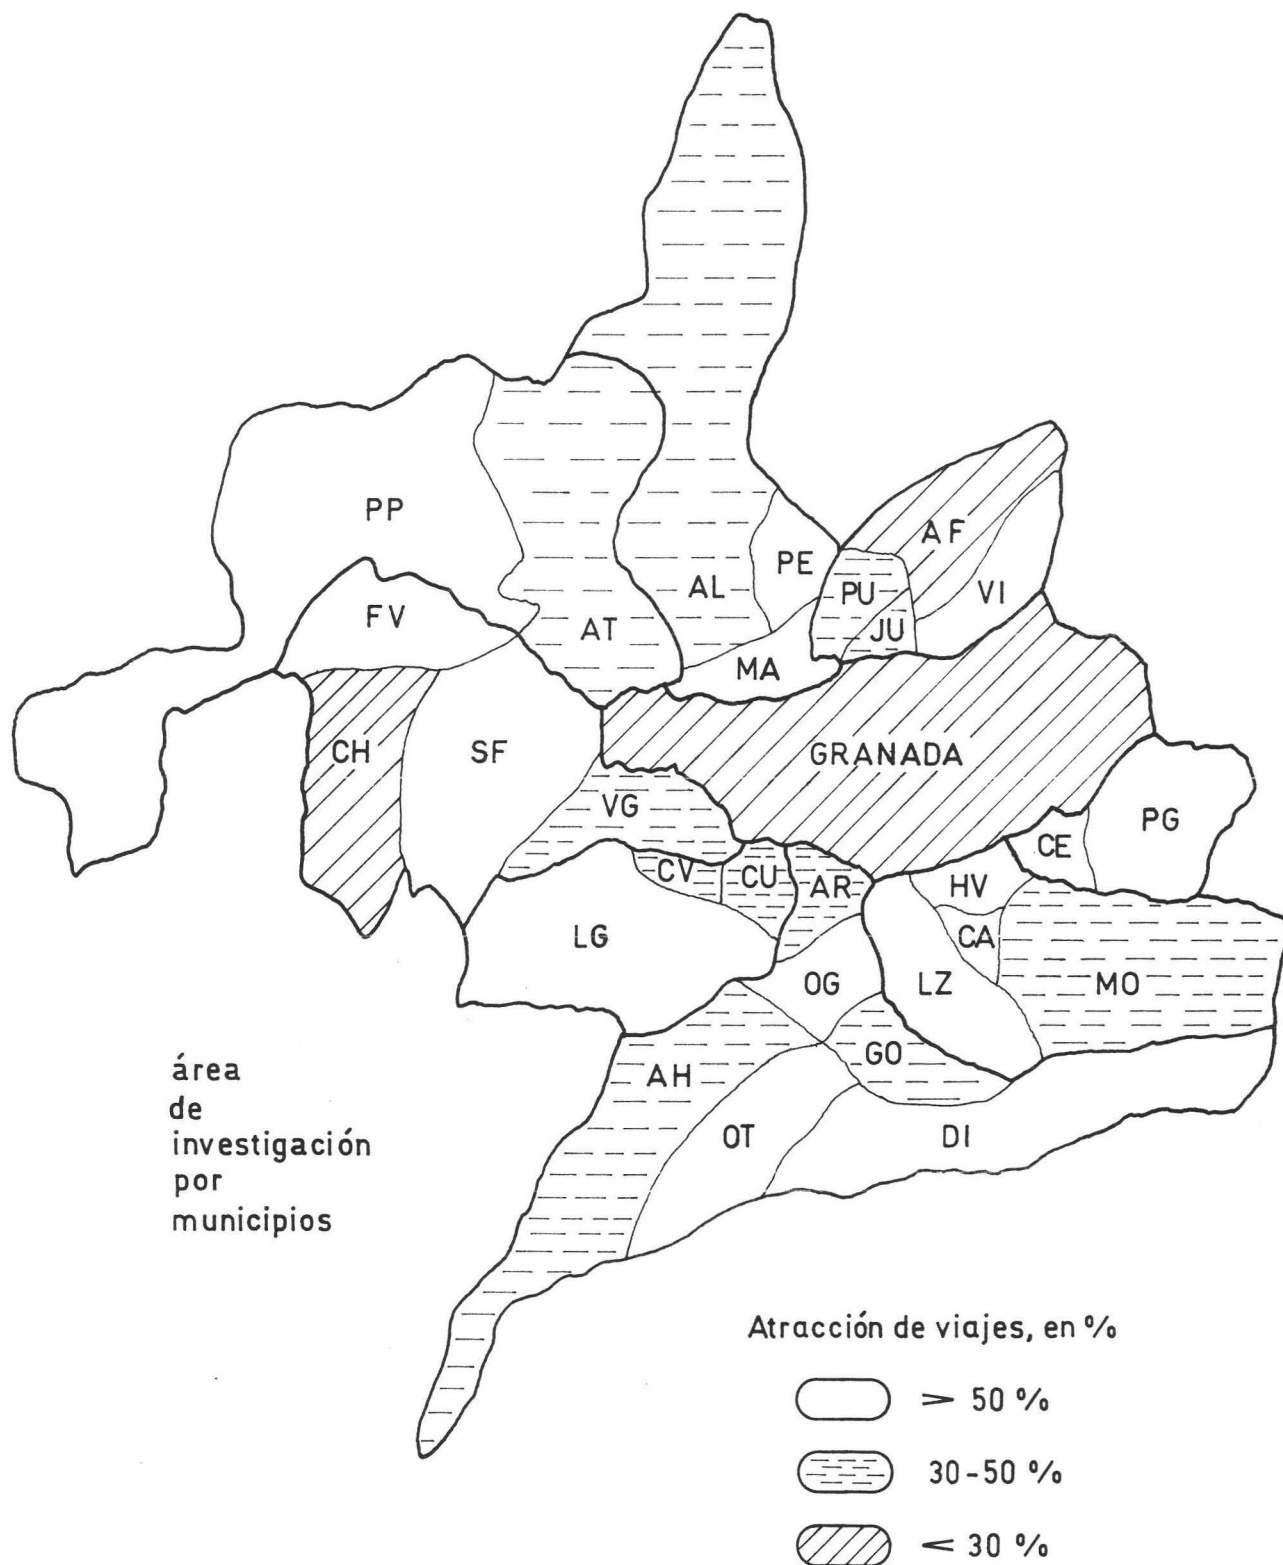 PP
AF
PE
AL
PU
VI
FV
AT
JU
MA
CH
SF
GRANADA
VG
PG
CE
CV
CU
AR
HV
LG
CA
OG
LZ
MO
GO
AH
OT
DI
área
de
investigación
por
municipios
Atracción de viajes, en %
> 50 %
30-50 %
< 30 %